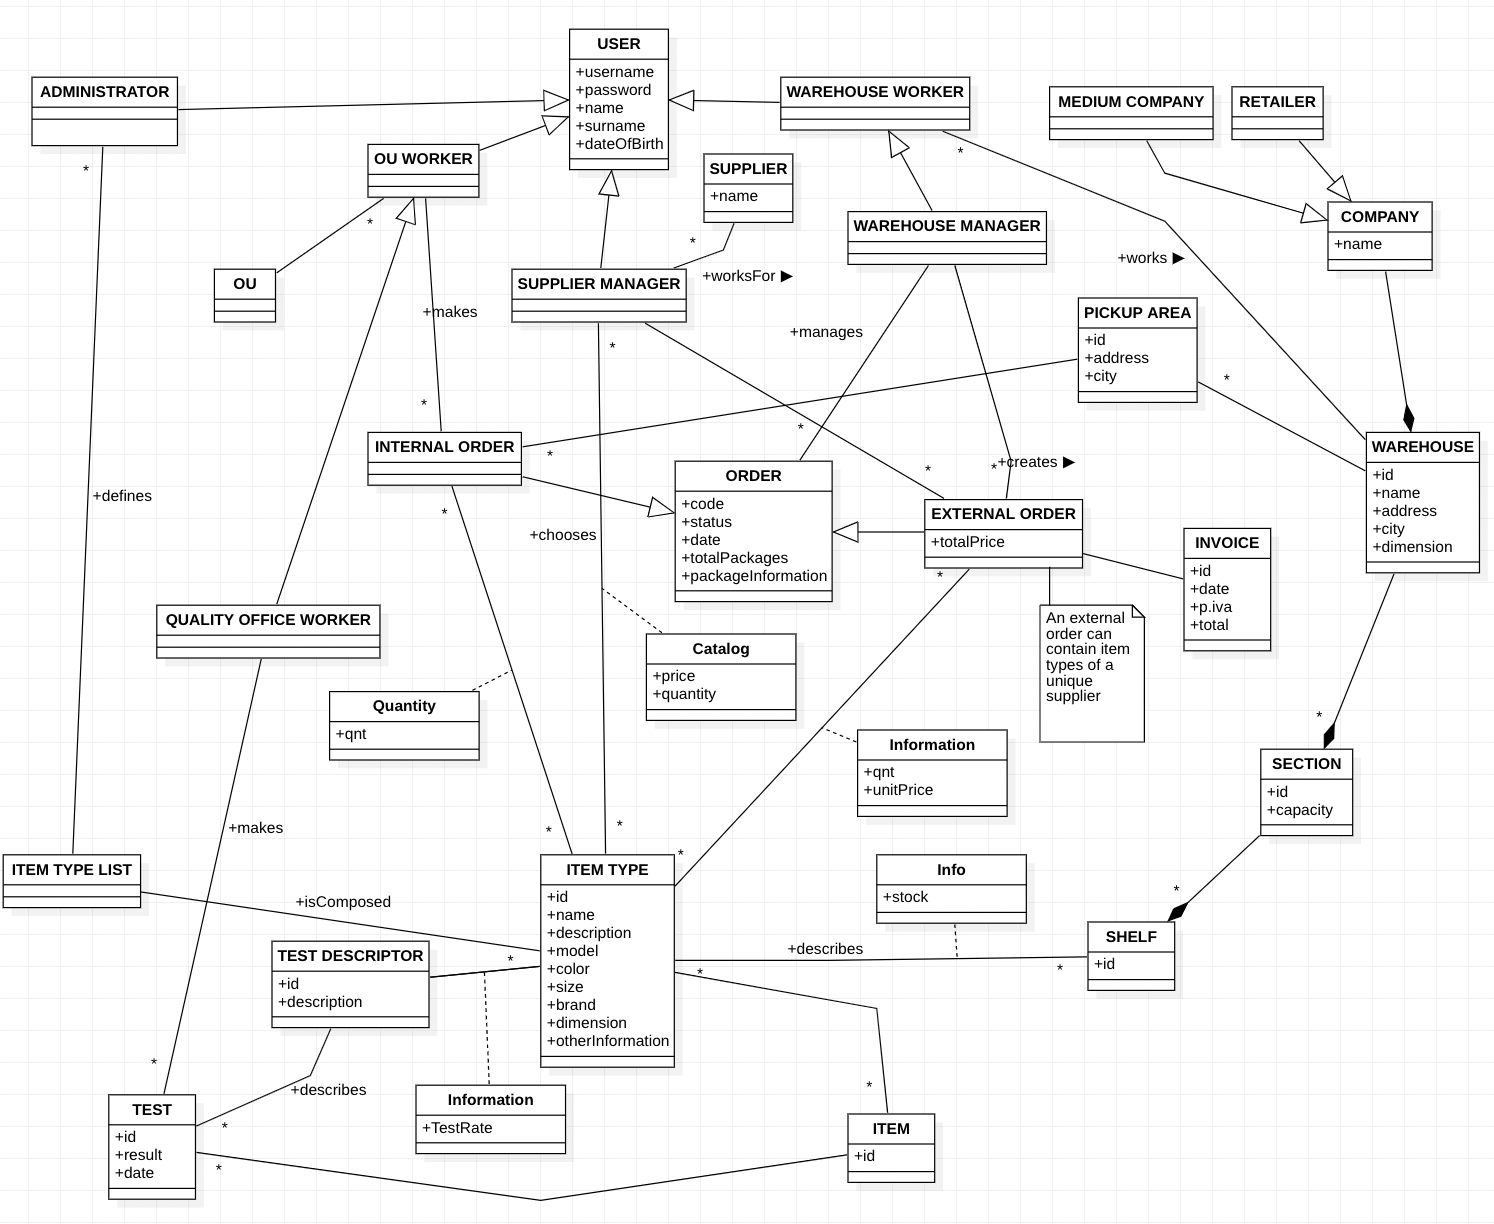 USER
+username
+password
+name
+surname
+dateOfBirth
ADMINISTRATOR
*
WAREHOUSE WORKER
*
MEDIUM COMPANY
RETAILER
OU WORKER
*
SUPPLIER
+name
*
+worksFor ▶
WAREHOUSE MANAGER
COMPANY
+name
+works ▶
OU
SUPPLIER MANAGER
*
+makes
*
+manages
*
PICKUP AREA
+id
+address
+city
*
INTERNAL ORDER
*
*
ORDER
+code
+status
+date
+totalPackages
+packageInformation
*
*
+creates ▶
EXTERNAL ORDER
+totalPrice
*
WAREHOUSE
+id
+name
+address
+city
+dimension
+defines
+chooses
INVOICE
+id
+date
+p.iva
+total
An external
order can
contain item
types of a
unique
supplier
QUALITY OFFICE WORKER
Catalog
+price
+quantity
Quantity
+qnt
Information
+qnt
+unitPrice
*
SECTION
+id
+capacity
+makes
*
*
*
ITEM TYPE LIST
+isComposed
ITEM TYPE
+id
+name
+description
+model
+color
+size
+brand
+dimension
+otherInformation
Info
+stock
*
SHELF
+id
+describes
*
*
TEST DESCRIPTOR
+id
+description
*
*
+describes
*
TEST
+id
+result
+date
*
Information
+TestRate
*
ITEM
+id